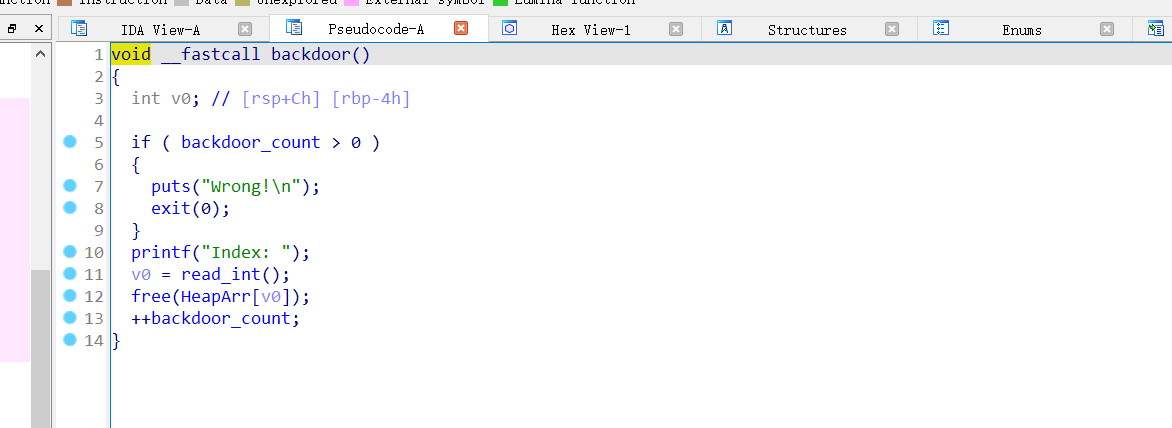 Instruction Data Unexplored External symbol Lumina function
IDA View-A Pseudocode-A Hex View-1 Structures Enums
1 void __fastcall backdoor()
2 {
3 int v0; // [rsp+Ch] [rbp-4h]
4
5 if ( backdoor_count > 0 )
6 {
7 puts("Wrong!\n");
8 exit(0);
9 }
10 printf("Index: ");
11 v0 = read_int();
12 free(HeapArr[v0]);
13 ++backdoor_count;
14 }